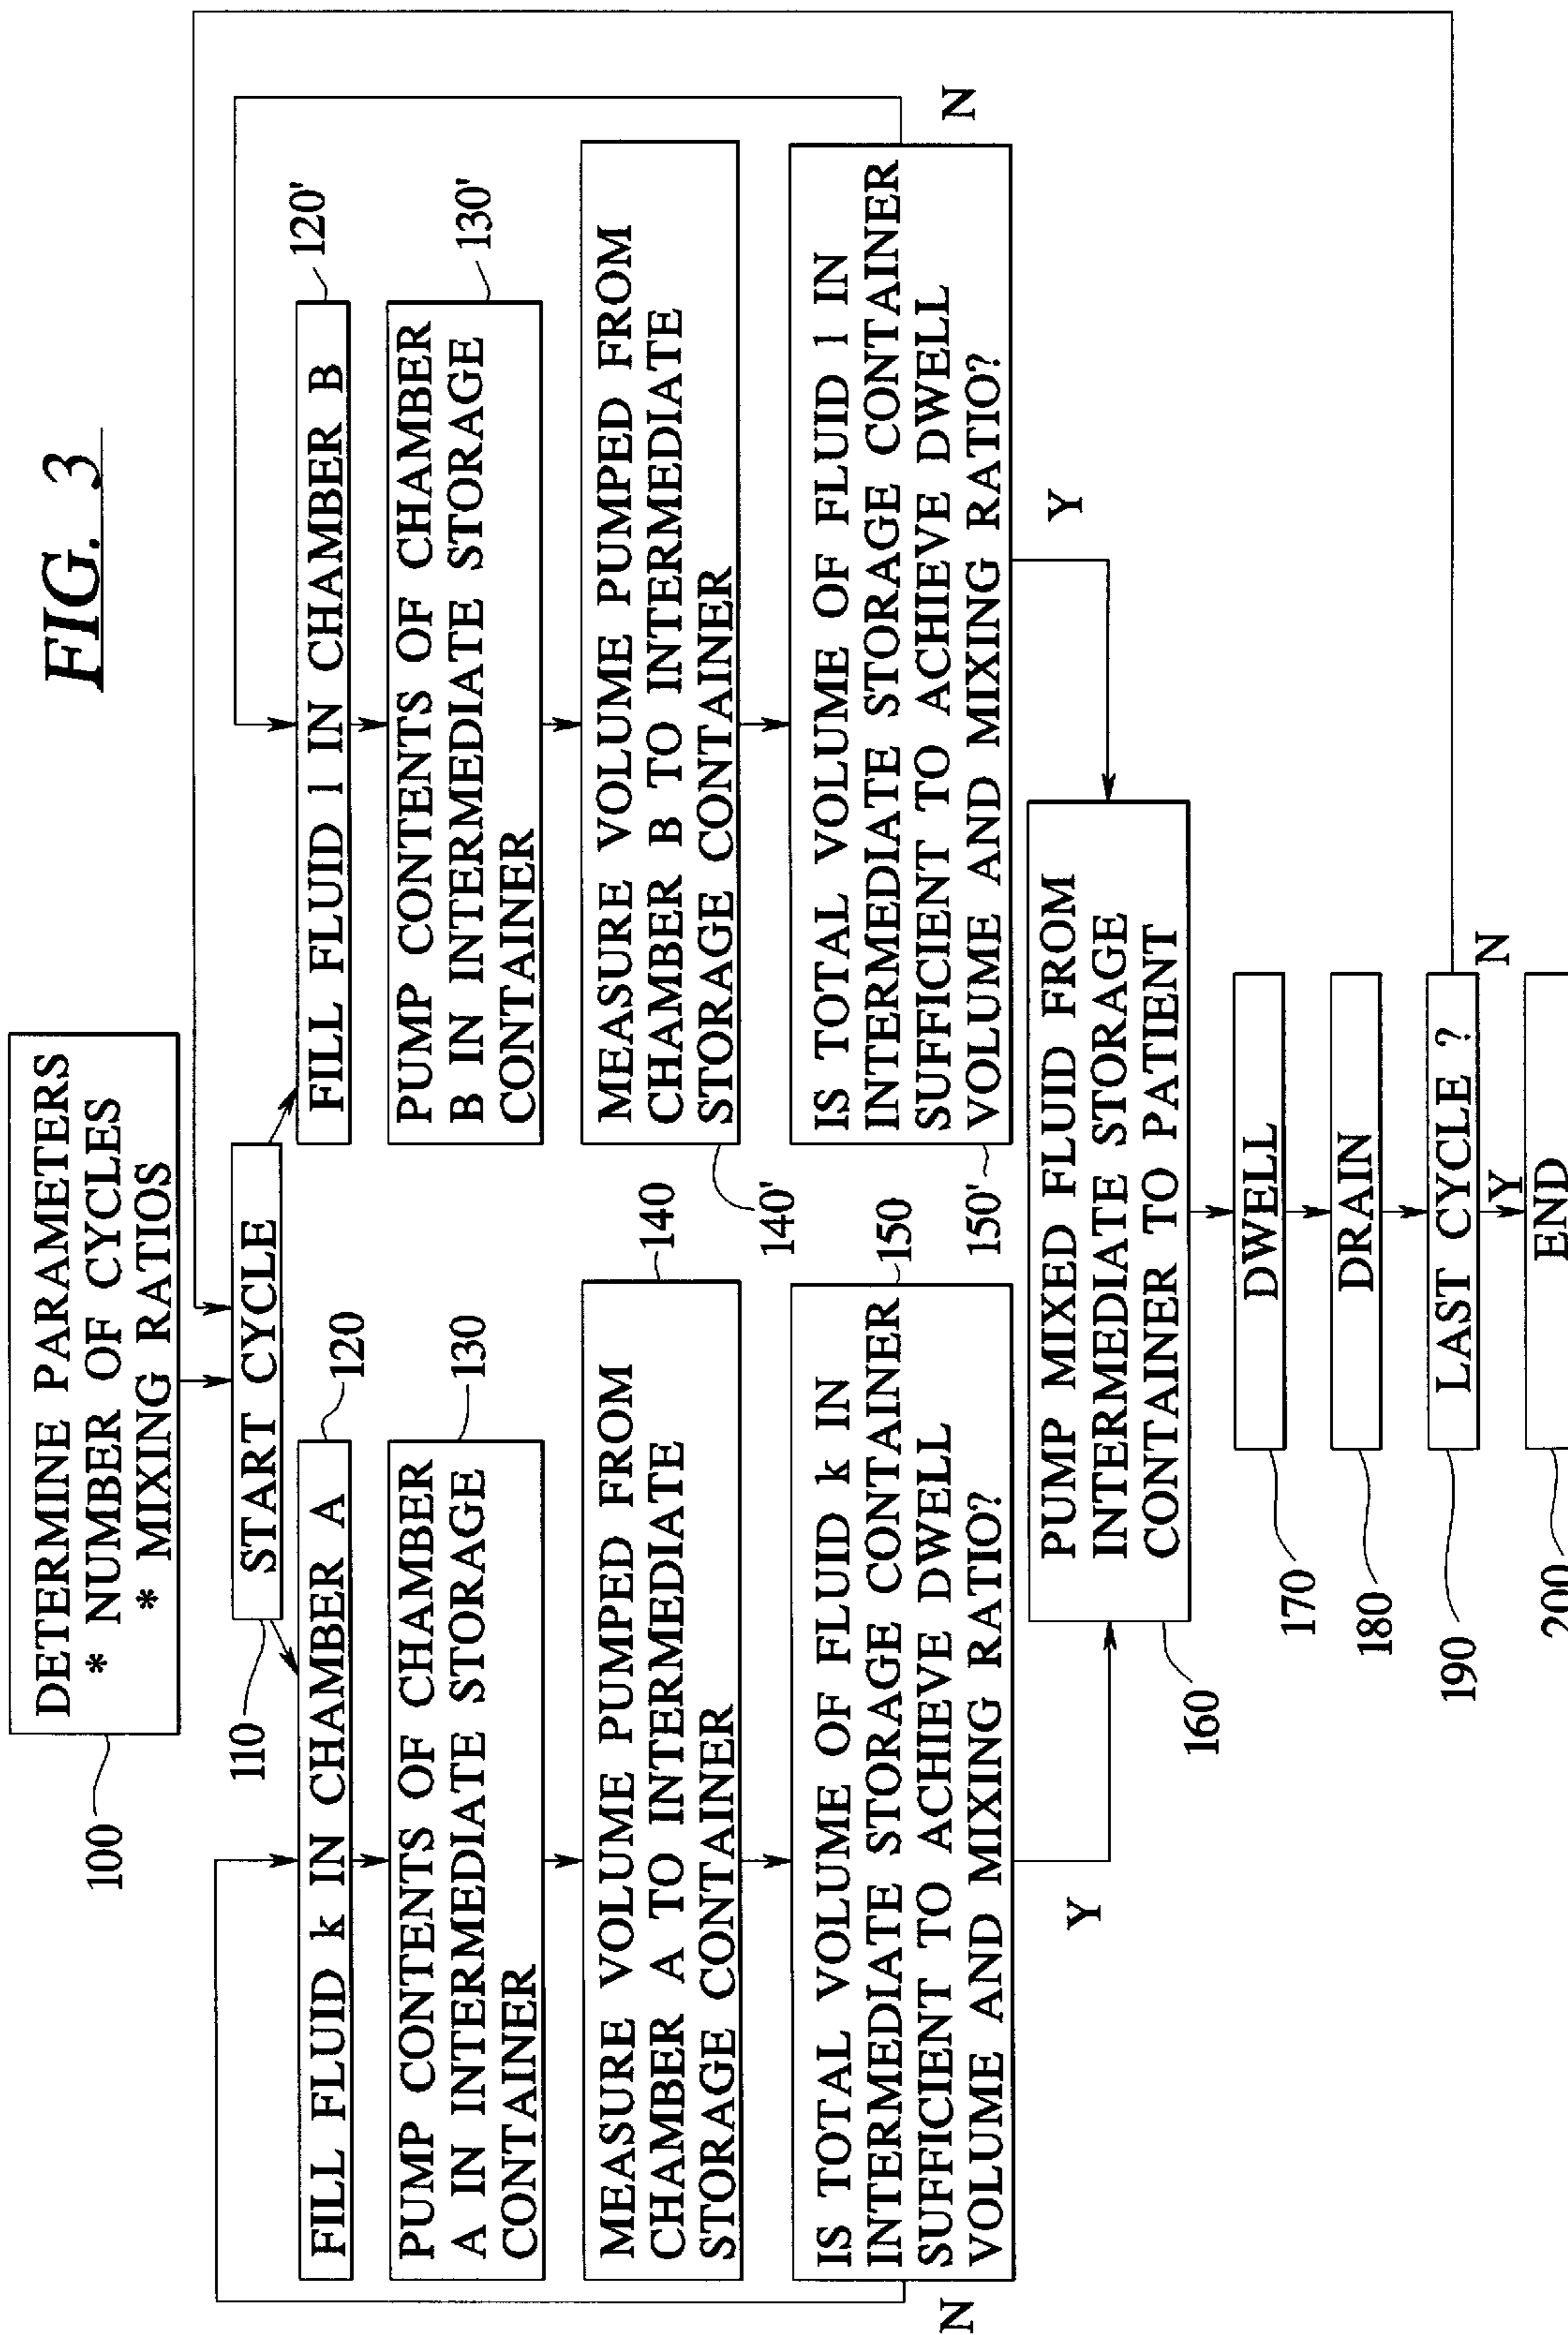 FIG. 3
DETERMINE PARAMETERS
* NUMBER OF CYCLES
* MIXING RATIOS
100
START CYCLE
110
FILL FLUID k IN CHAMBER A
120
PUMP CONTENTS OF CHAMBER
A IN INTERMEDIATE STORAGE
CONTAINER
130
MEASURE VOLUME PUMPED FROM
CHAMBER A TO INTERMEDIATE
STORAGE CONTAINER
140
IS TOTAL VOLUME OF FLUID k IN
INTERMEDIATE STORAGE CONTAINER
SUFFICIENT TO ACHIEVE DWELL
VOLUME AND MIXING RATIO?
150
N
Y
FILL FLUID 1 IN CHAMBER B
120'
PUMP CONTENTS OF CHAMBER
B IN INTERMEDIATE STORAGE
CONTAINER
130'
MEASURE VOLUME PUMPED FROM
CHAMBER B TO INTERMEDIATE
STORAGE CONTAINER
140'
IS TOTAL VOLUME OF FLUID 1 IN
INTERMEDIATE STORAGE CONTAINER
SUFFICIENT TO ACHIEVE DWELL
VOLUME AND MIXING RATIO?
150'
N
Y
PUMP MIXED FLUID FROM
INTERMEDIATE STORAGE
CONTAINER TO PATIENT
160
DWELL
170
DRAIN
180
LAST CYCLE ?
190
N
Y
END
200